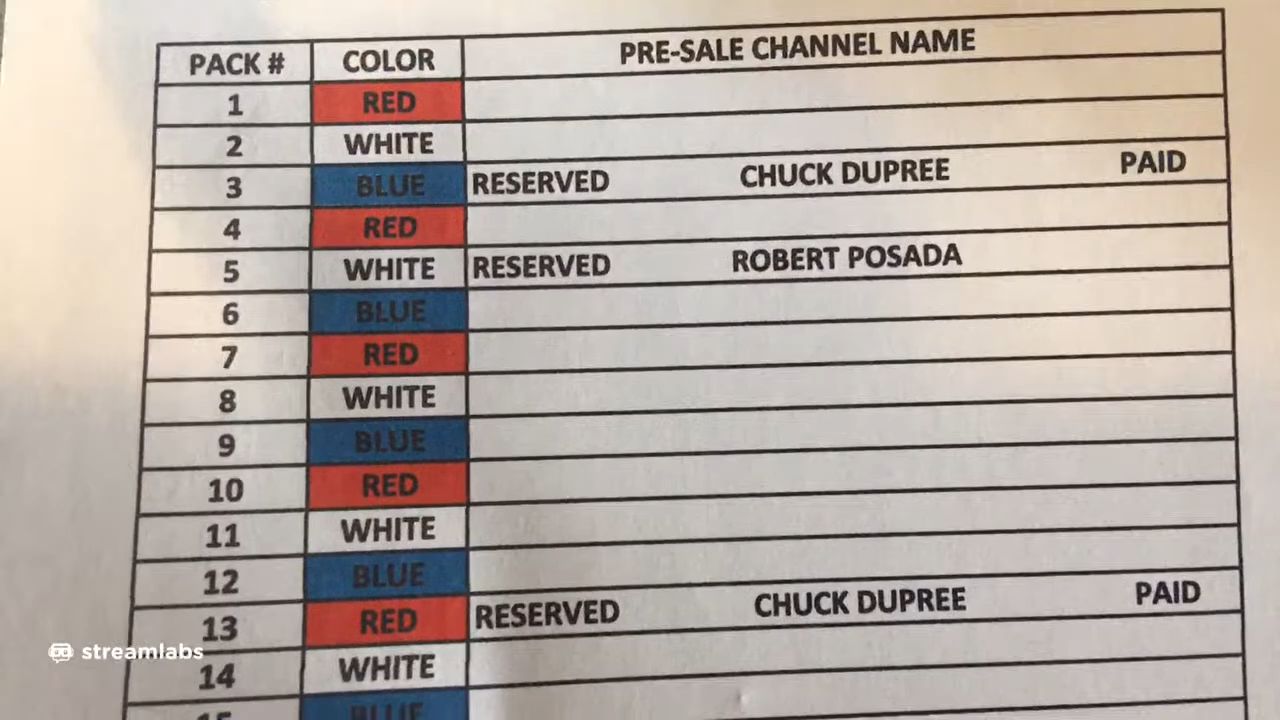 PACK # COLOR PRE-SALE CHANNEL NAME
1 RED
2 WHITE
3 BLUE RESERVED CHUCK DUPREE PAID
4 RED
5 WHITE RESERVED ROBERT POSADA
6 BLUE
7 RED
8 WHITE
9 BLUE
10 RED
11 WHITE
12 BLUE
13 RED RESERVED CHUCK DUPREE PAID
streamlabs
14 WHITE
15 BLUE